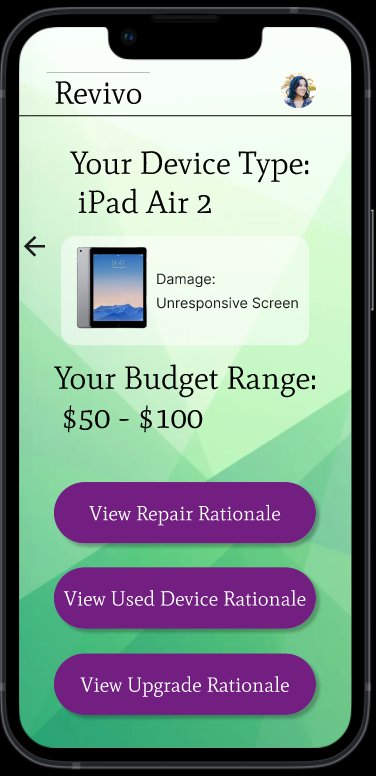 Revivo
Your Device Type:
iPad Air 2
Damage:
Unresponsive Screen
Your Budget Range:
$50 - $100
View Repair Rationale
View Used Device Rationale
View Upgrade Rationale